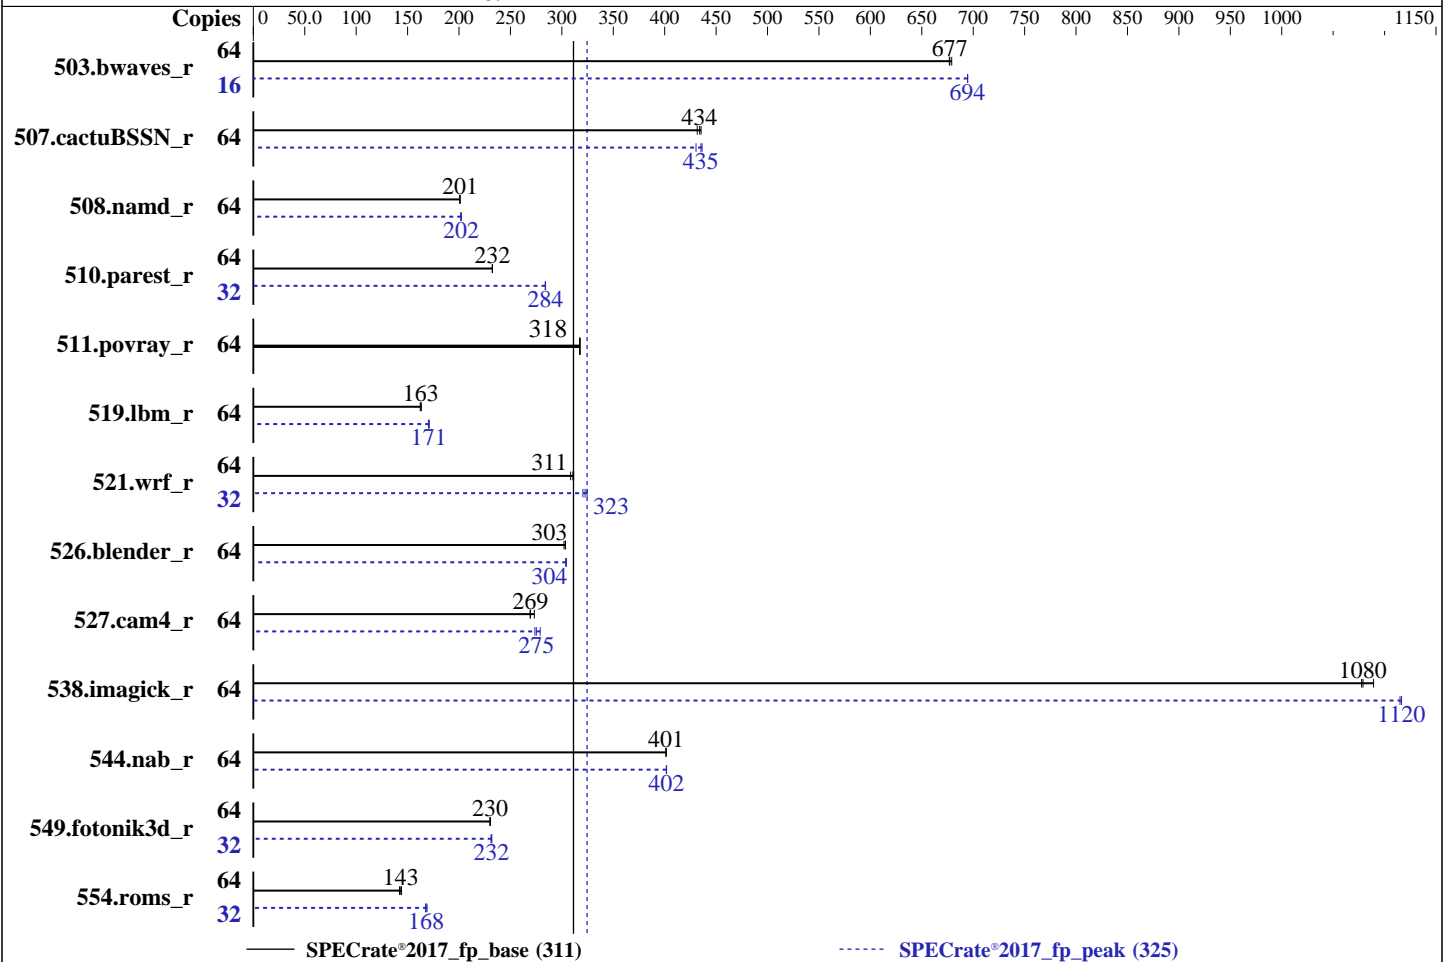 Copies 0 50.0 100 150 200 250 300 350 400 450 500 550 600 650 700 750 800 850 900 950 1000 1150
503.bwaves_r 64 677
16 694
507.cactuBSSN_r 64 434
435
508.namd_r 64 201
202
510.parest_r 64 232
32 284
511.povray_r 64 318
519.lbm_r 64 163
171
521.wrf_r 64 311
32 323
526.blender_r 64 303
304
527.cam4_r 64 269
275
538.imagick_r 64 1080
1120
544.nab_r 64 401
402
549.fotonik3d_r 64 230
32 232
554.roms_r 64 143
32 168
SPECrate®2017_fp_base (311) SPECrate®2017_fp_peak (325)